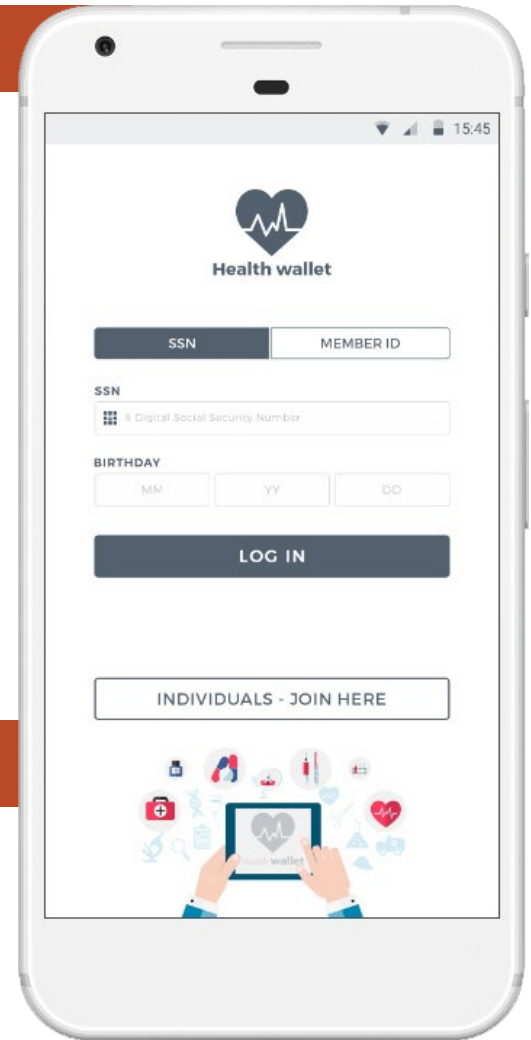 15:45
Health wallet
SSN MEMBER ID
SSN
9 Digital Social Security Number
BIRTHDAY
MM YY DD
LOG IN
INDIVIDUALS - JOIN HERE
Health wallet